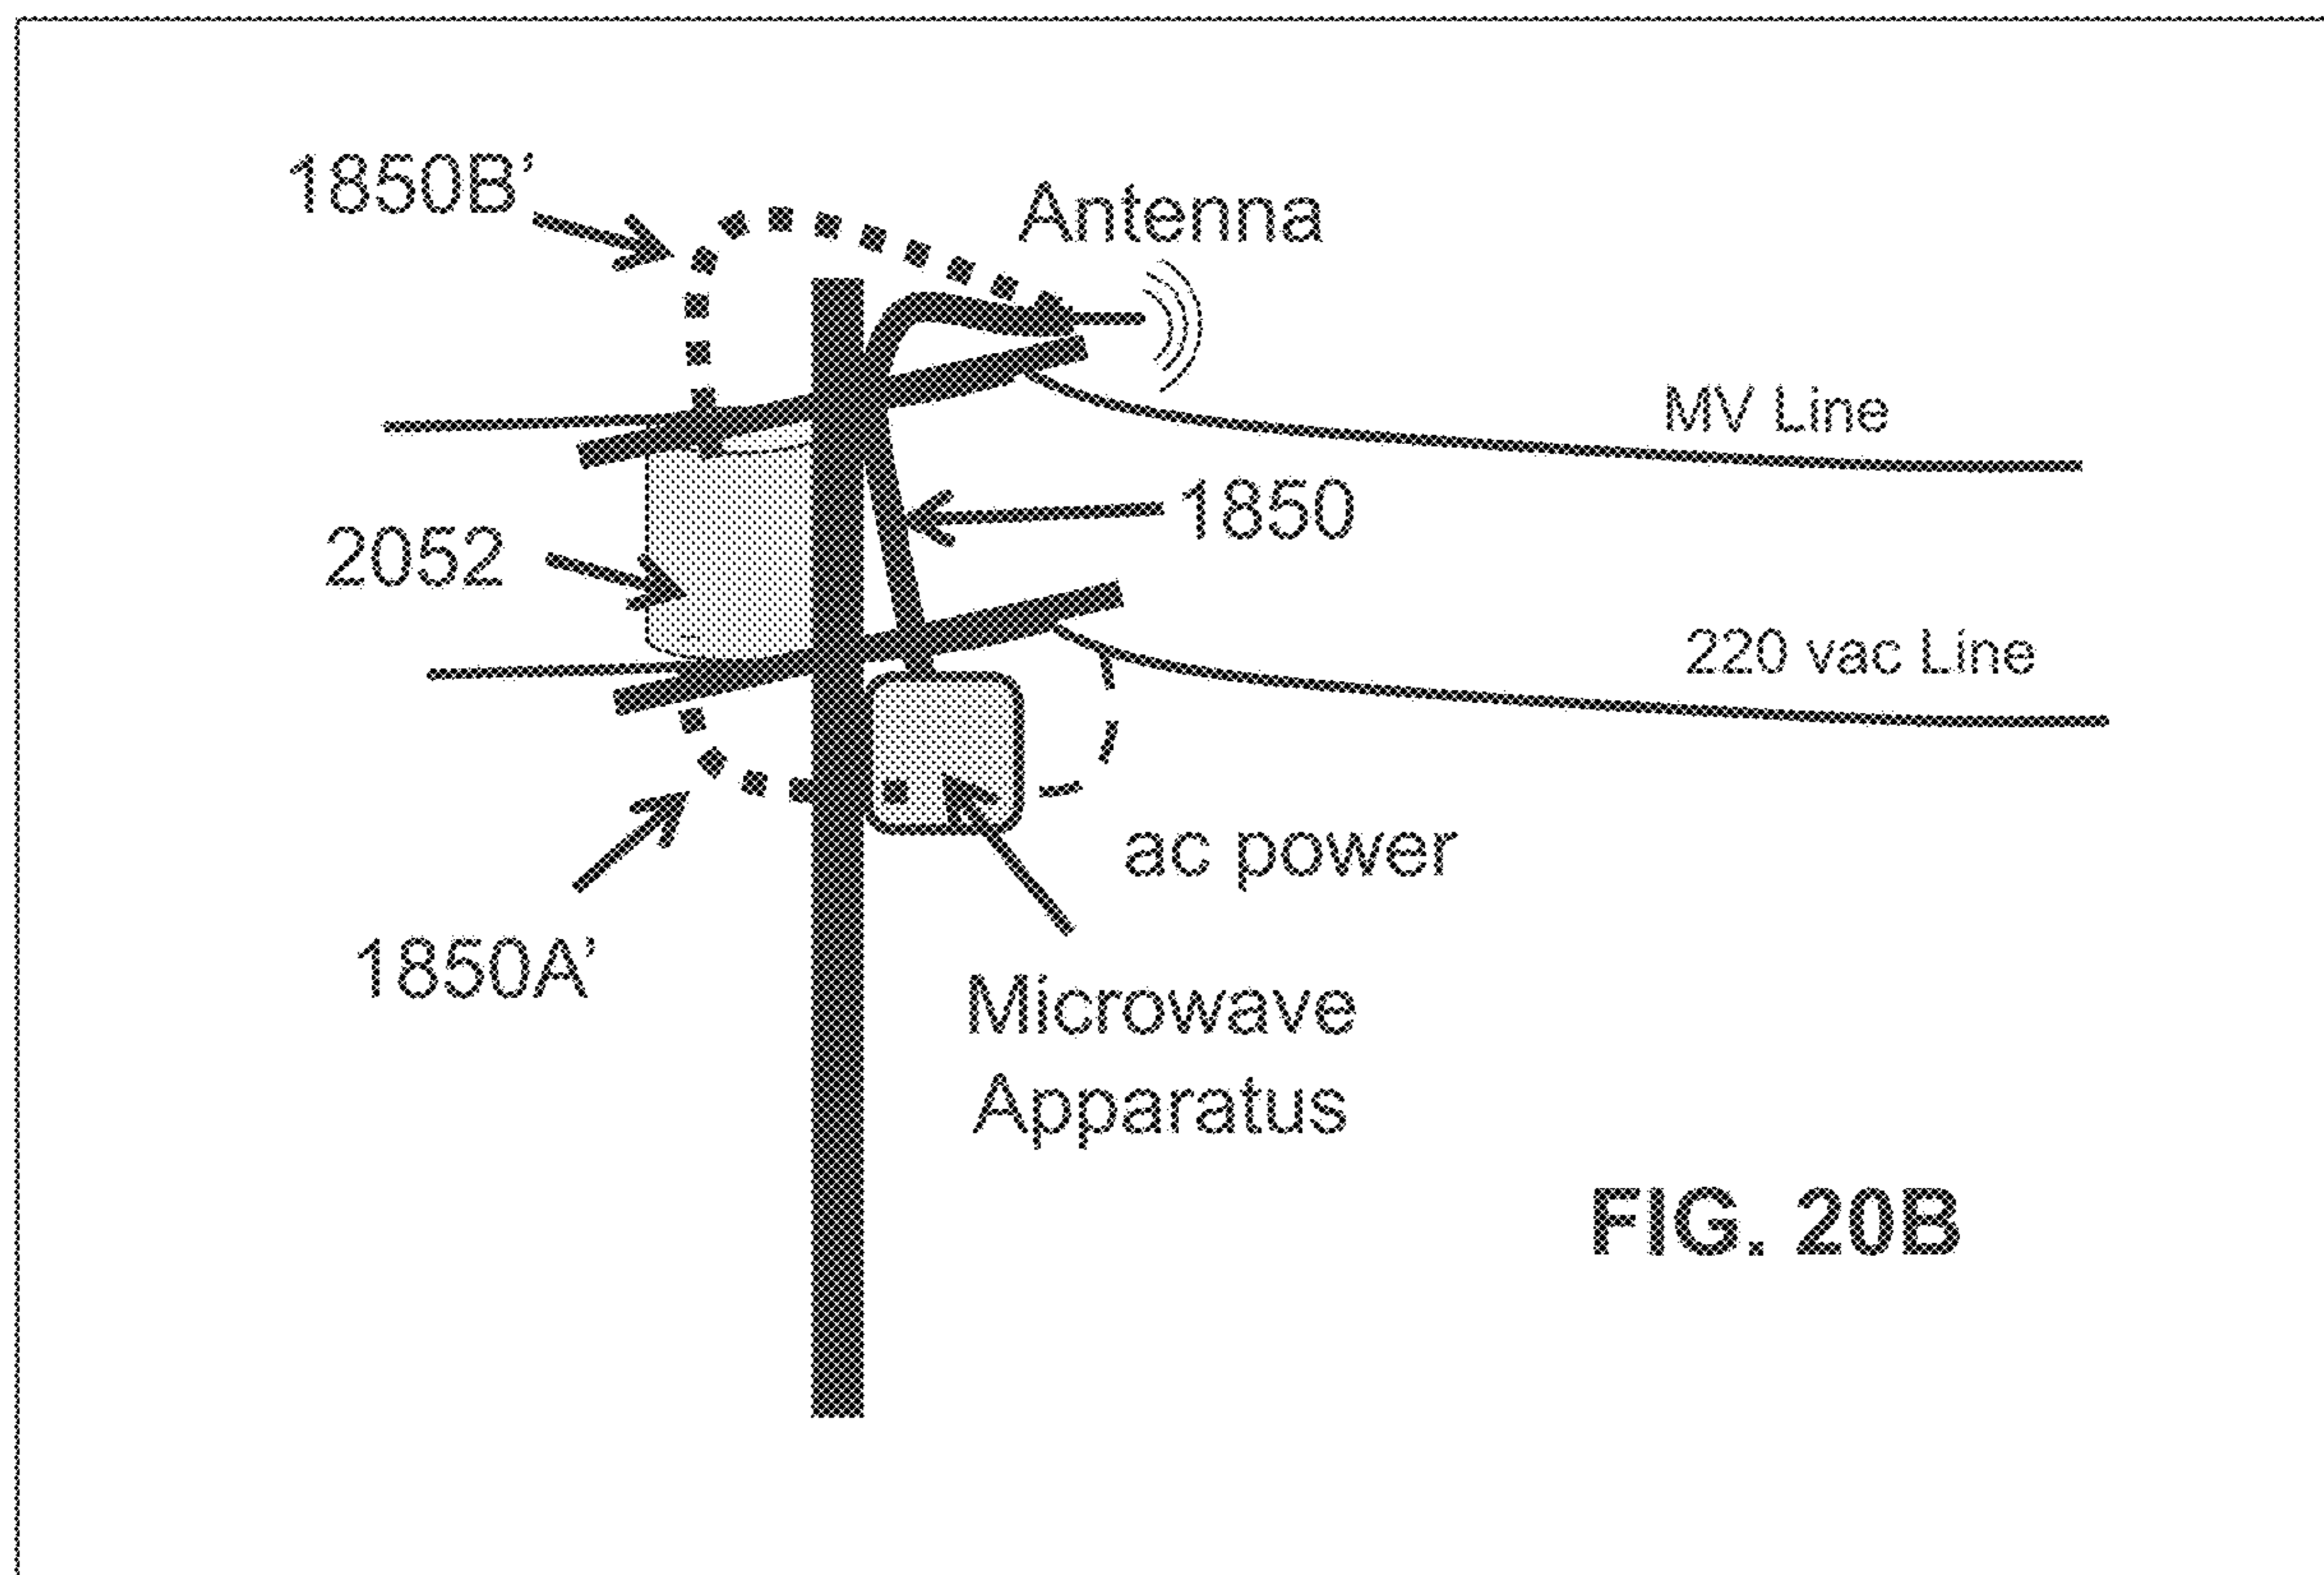 1850B’
Antenna
MV Line
1850
2052
220 vac Line
ac power
1850A’
Microwave
Apparatus
FIG. 20B